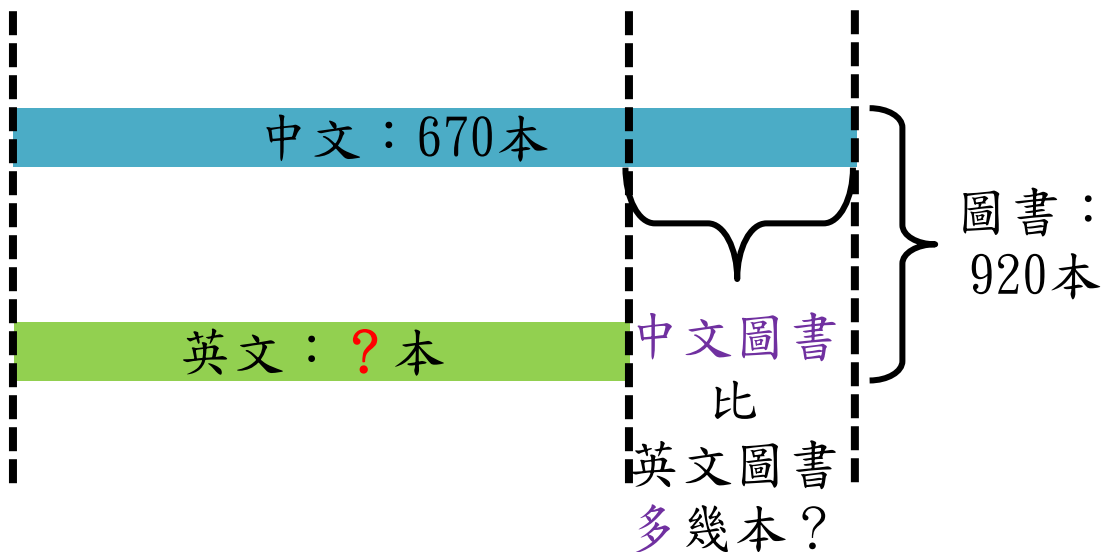 中文：670本
圖書：
920本
英文：?本
中文圖書
比
英文圖書
多幾本？